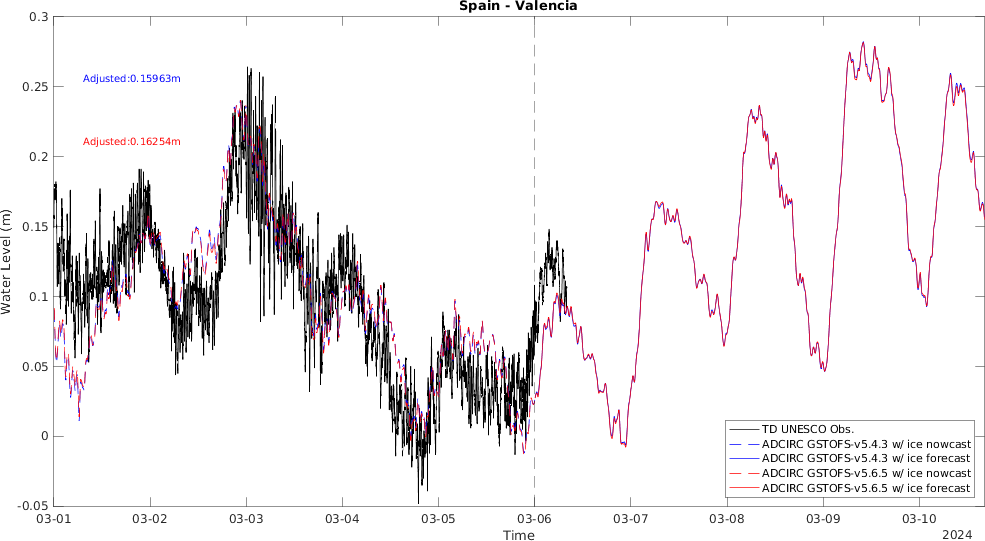 Spain - Valencia
0.3
0.25
0.2
0.15
0.1
0.05
0
-0.05
Water Level (m)
Adjusted:0.15963m
Adjusted:0.16254m
TD UNESCO Obs.
ADCIRC GSTOFS-v5.4.3 w/ ice nowcast
ADCIRC GSTOFS-v5.4.3 w/ ice forecast
ADCIRC GSTOFS-v5.6.5 w/ ice nowcast
ADCIRC GSTOFS-v5.6.5 w/ ice forecast
03-01 03-02 03-03 03-04 03-05 03-06 03-07 03-08 03-09 03-10
Time
2024